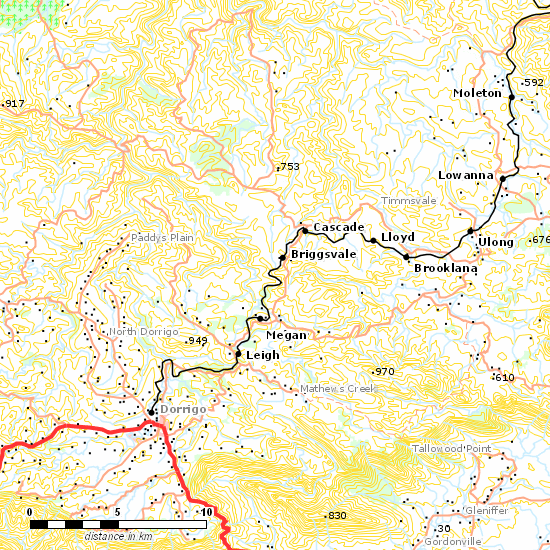 .592
Moleton
.917
.753
Lowanna
Timmsvale
Cascade
Paddys Plain
Lloyd
Ulong
.676
Briggsvale
Brooklana
North Dorrigo
Megan
.949
Leigh
.970
.610
Mathews Creek
Dorrigo
Tallowood Point
0 5 10
distance in km
.830
Gleniffer
.30
Gordonville